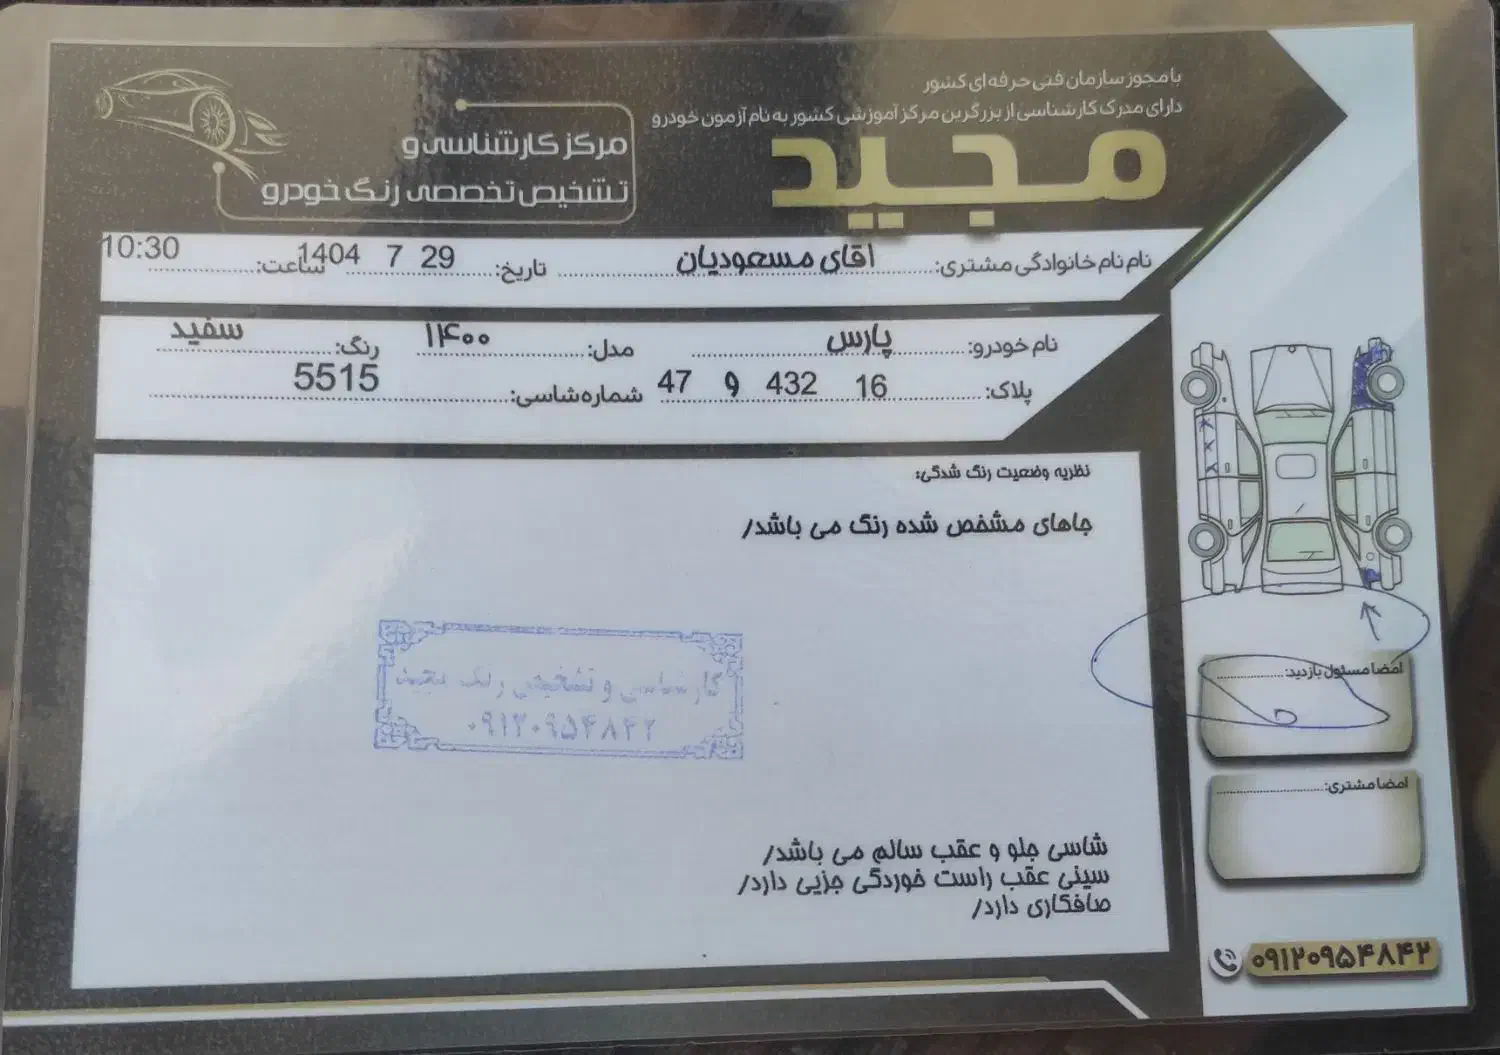 با مجوز سازمان فنی حرفه ای کشور
دارای مدرک کارشناسی از بزرگترین مرکز آموزشی کشور به نام آزمون خودرو
مجید
مرکز کارشناسی و
تشخیص تخصصی رنگ خودرو
نام نام خانوادگی مشتری: اقای مسعودیان تاریخ: 29 7 1404 ساعت: 10:30
نام خودرو: پارس مدل: ۱۴۰۰ رنگ: سفید
پلاک: 16 432 و 47 شماره شاسی: 5515
نظریه وضعیت رنگ شدگی:
جاهای مشخص شده رنگ می باشد/
کارشناسی و تشخیص رنگ مجید
۰۹۱۲۰۹۵۴۸۴۲
شاسی جلو و عقب سالم می باشد/
سینی عقب راست خوردگی جزیی دارد/
صافکاری دارد/
امضا مسئول بازدید:
امضا مشتری:
۰۹۱۲۰۹۵۴۸۴۲